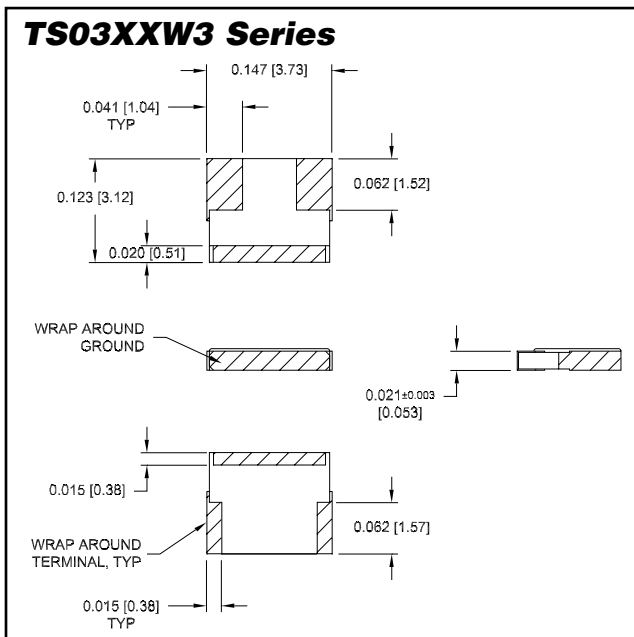 TS03XXW3 Series
0.147 [3.73]
0.041 [1.04]
TYP
0.062 [1.52]
0.123 [3.12]
0.020 [0.51]
WRAP AROUND
GROUND
0.021±0.003
[0.053]
0.015 [0.38]
0.062 [1.57]
WRAP AROUND
TERMINAL, TYP
0.015 [0.38]
TYP